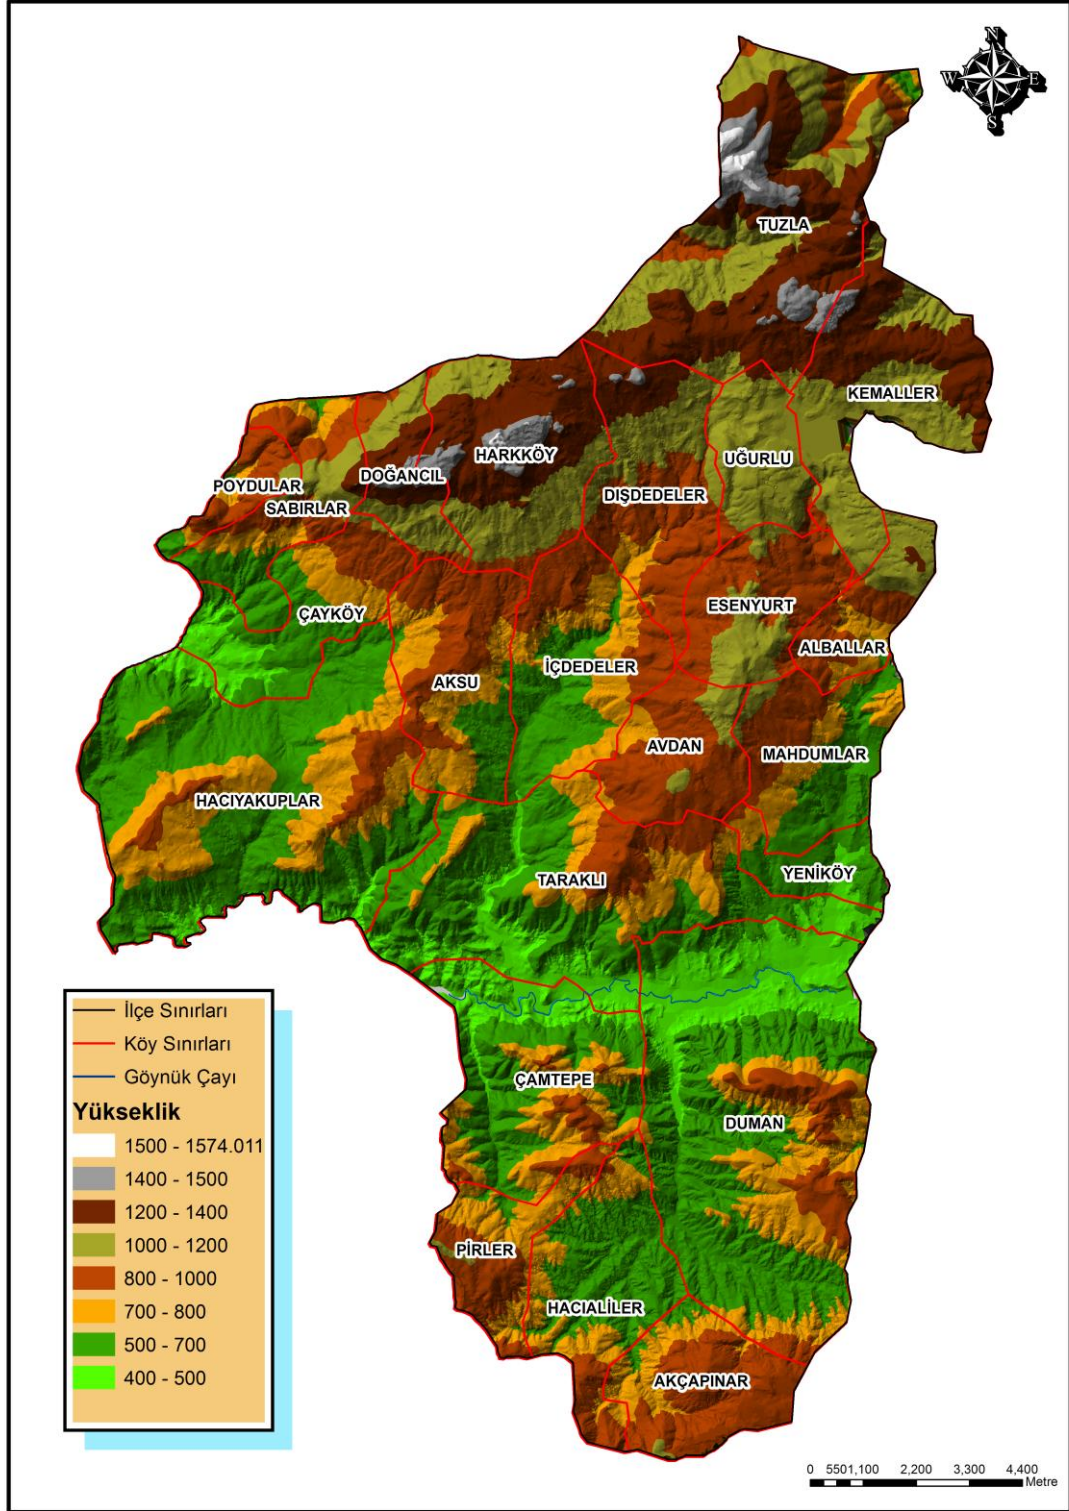 N
W E
S
TUZLA
KEMALLER
UĞURLU
HARKKÖY
DOĞANCIL
POYDULAR
DIŞDEDELER
SABIRLAR
ESENYURT
ÇAYKÖY
ALBALLAR
İÇDEDELER
AKSU
AVDAN
MAHDUMLAR
HACIYAKUPLAR
YENİKÖY
TARAKLI
ÇAMTEPE
DUMAN
PİRLER
HACIALİLER
AKÇAPINAR
İlçe Sınırları
Köy Sınırları
Göynük Çayı
Yükseklik
1500 - 1574.011
1400 - 1500
1200 - 1400
1000 - 1200
800 - 1000
700 - 800
500 - 700
400 - 500
0 550 1,100 2,200 3,300 4,400
Metre